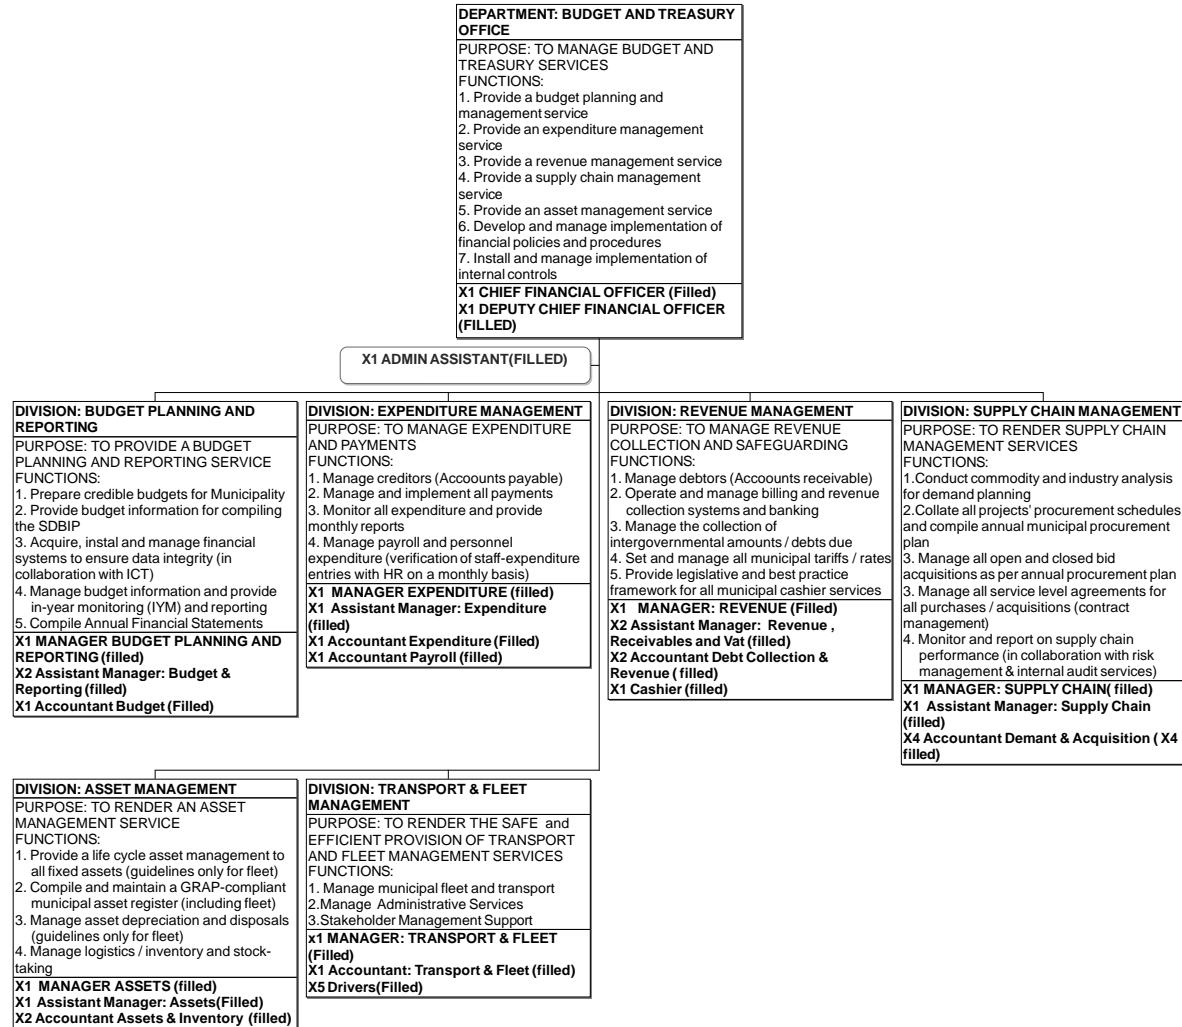 DEPARTMENT: BUDGET AND TREASURY
OFFICE
PURPOSE: TO MANAGE BUDGET AND
TREASURY SERVICES
FUNCTIONS:
1. Provide a budget planning and
management service
2. Provide an expenditure management
service
3. Provide a revenue management service
4. Provide a supply chain management
service
5. Provide an asset management service
6. Develop and manage implementation of
financial policies and procedures
7. Install and manage implementation of
internal controls
X1 CHIEF FINANCIAL OFFICER (Filled)
X1 DEPUTY CHIEF FINANCIAL OFFICER
(FILLED)
X1 ADMIN ASSISTANT(FILLED)
DIVISION: BUDGET PLANNING AND
REPORTING
PURPOSE: TO PROVIDE A BUDGET
PLANNING AND REPORTING SERVICE
FUNCTIONS:
1. Prepare credible budgets for Municipality
2. Provide budget information for compiling
the SDBIP
3. Acquire, instal and manage financial
systems to ensure data integrity (in
collaboration with ICT)
4. Manage budget information and provide
in-year monitoring (IYM) and reporting
5. Compile Annual Financial Statements
X1 MANAGER BUDGET PLANNING AND
REPORTING (filled)
X2 Assistant Manager: Budget &
Reporting (filled)
X1 Accountant Budget (Filled)
DIVISION: EXPENDITURE MANAGEMENT
PURPOSE: TO MANAGE EXPENDITURE
AND PAYMENTS
FUNCTIONS:
1. Manage creditors (Accounts payable)
2. Manage and implement all payments
3. Monitor all expenditure and provide
monthly reports
4. Manage payroll and personnel
expenditure (verification of staff-expenditure
entries with HR on a monthly basis)
X1 MANAGER EXPENDITURE (filled)
X1 Assistant Manager: Expenditure
(filled)
X1 Accountant Expenditure (Filled)
X1 Accountant Payroll (filled)
DIVISION: REVENUE MANAGEMENT
PURPOSE: TO MANAGE REVENUE
COLLECTION AND SAFEGUARDING
FUNCTIONS:
1. Manage debtors (Accounts receivable)
2. Operate and manage billing and revenue
collection systems and banking
3. Manage the collection of
intergovernmental amounts / debts due
4. Set and manage all municipal tariffs / rates
5. Provide legislative and best practice
framework for all municipal cashier services
X1 MANAGER: REVENUE (Filled)
X2 Assistant Manager: Revenue ,
Receivables and Vat (filled)
X2 Accountant Debt Collection &
Revenue ( filled)
X1 Cashier (filled)
DIVISION: SUPPLY CHAIN MANAGEMENT
PURPOSE: TO RENDER SUPPLY CHAIN
MANAGEMENT SERVICES
FUNCTIONS:
1.Conduct commodity and industry analysis
for demand planning
2.Collate all projects' procurement schedules
and compile annual municipal procurement
plan
3. Manage all open and closed bid
acquisitions as per annual procurement plan
3. Manage all service level agreements for
all purchases / acquisitions (contract
management)
4. Monitor and report on supply chain
performance (in collaboration with risk
management & internal audit services)
X1 MANAGER: SUPPLY CHAIN( filled)
X1 Assistant Manager: Supply Chain
(filled)
X4 Accountant Demant & Acquisition ( X4
filled)
DIVISION: ASSET MANAGEMENT
PURPOSE: TO RENDER AN ASSET
MANAGEMENT SERVICE
FUNCTIONS:
1. Provide a life cycle asset management to
all fixed assets (guidelines only for fleet)
2. Compile and maintain a GRAP-compliant
municipal asset register (including fleet)
3. Manage asset depreciation and disposals
(guidelines only for fleet)
4. Manage logistics / inventory and stock-
taking
X1 MANAGER ASSETS (filled)
X1 Assistant Manager: Assets(Filled)
X2 Accountant Assets & Inventory (filled)
DIVISION: TRANSPORT & FLEET
MANAGEMENT
PURPOSE: TO RENDER THE SAFE and
EFFICIENT PROVISION OF TRANSPORT
AND FLEET MANAGEMENT SERVICES
FUNCTIONS:
1. Manage municipal fleet and transport
2.Manage Administrative Services
3.Stakeholder Management Support
x1 MANAGER: TRANSPORT & FLEET
(Filled)
X1 Accountant: Transport & Fleet (filled)
X5 Drivers(Filled)